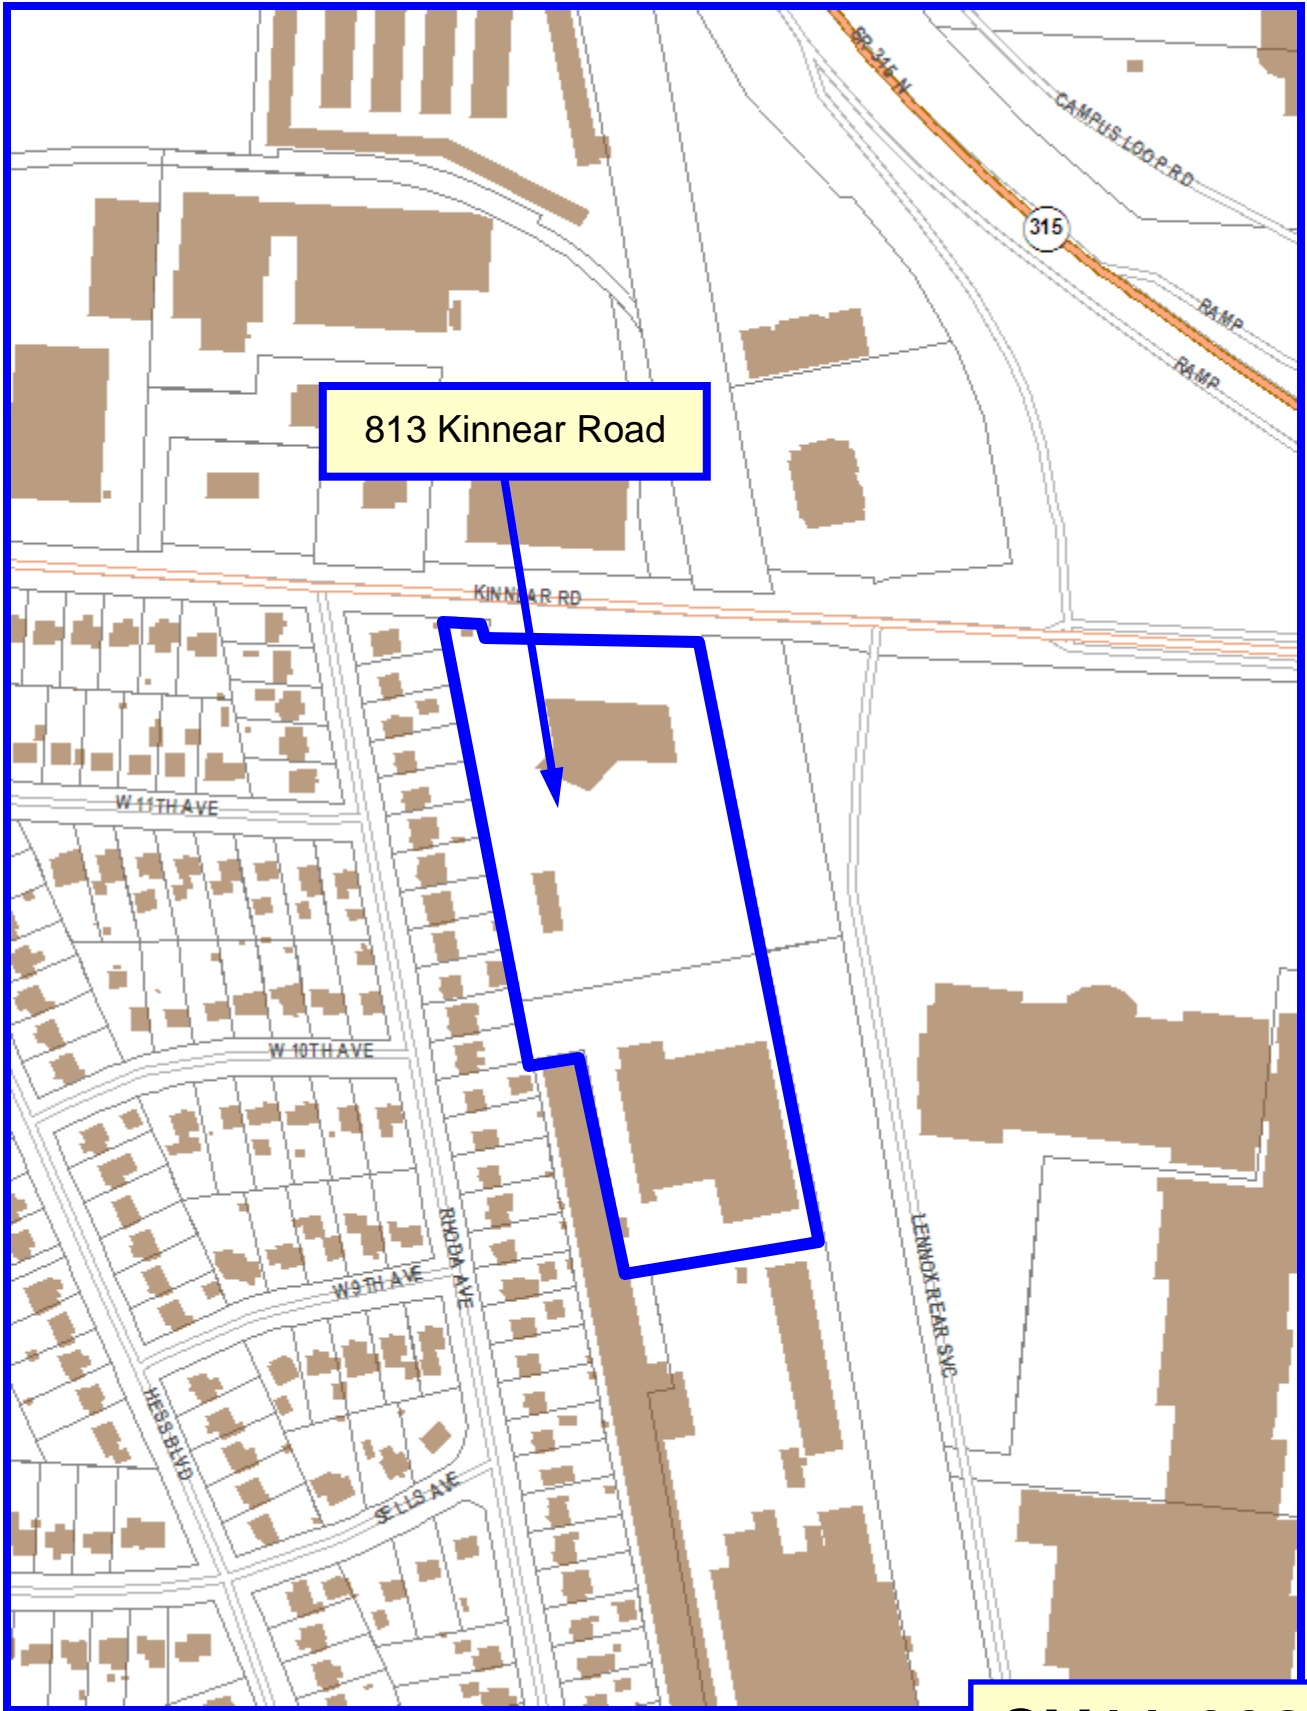 SR 315 N
CAMPUS LOOP RD
315
RAMP
RAMP
813 Kinnear Road
KINNEAR RD
W 11TH AVE
W 10TH AVE
RHODA AVE
W 9TH AVE
LENNOX REAR SVC
HESS BLVD
SELLS AVE